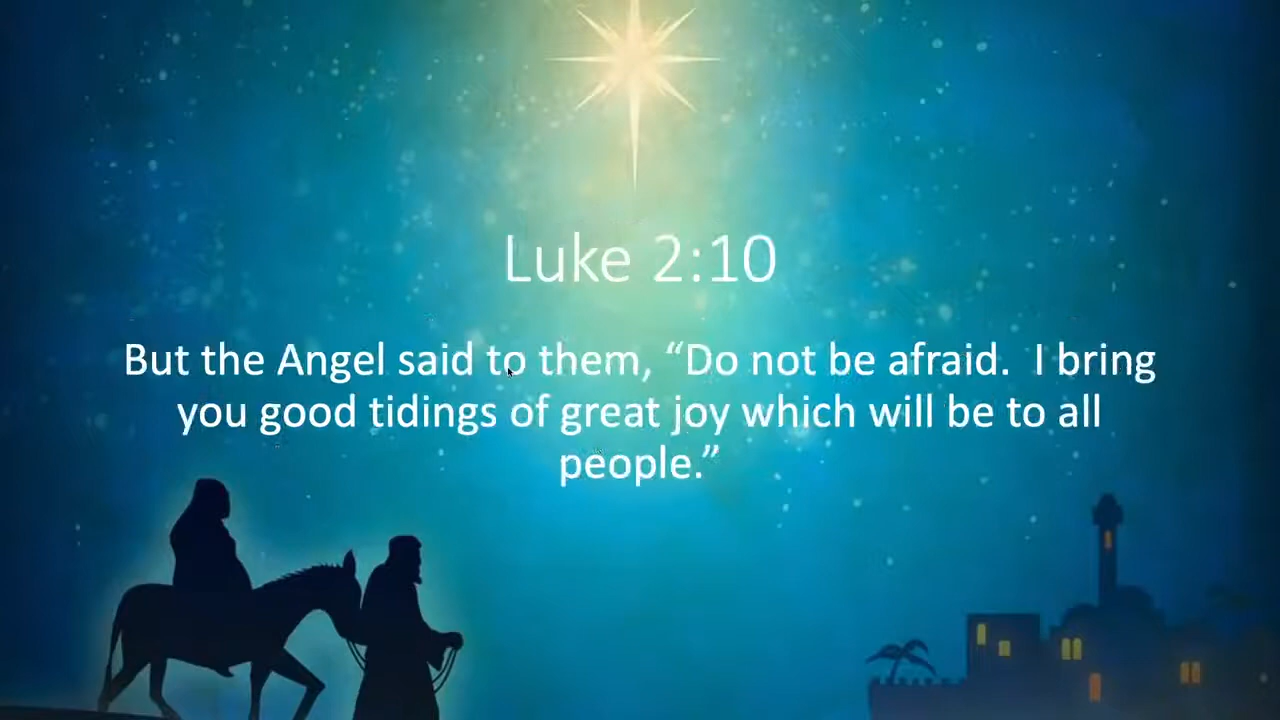 Luke 2:10
But the Angel said to them, “Do not be afraid.  I bring
you good tidings of great joy which will be to all
people.”